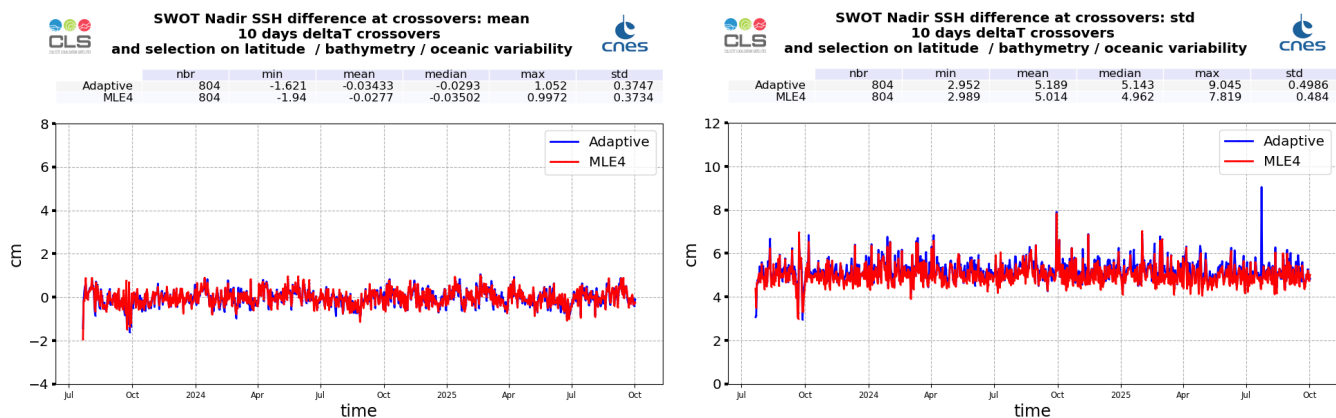 CLS
SWOT Nadir SSH difference at crossovers: mean
10 days deltaT crossovers
and selection on latitude / bathymetry / oceanic variability
cnes
nbr min mean median max std
Adaptive 804 -1.621 -0.03433 -0.0293 1.052 0.3747
MLE4 804 -1.94 -0.0277 -0.03502 0.9972 0.3734
8
6
4
2
0
−2
−4
cm
Adaptive
MLE4
Jul Oct 2024 Apr Jul Oct 2025 Apr Jul Oct
time
CLS
SWOT Nadir SSH difference at crossovers: std
10 days deltaT crossovers
and selection on latitude / bathymetry / oceanic variability
cnes
nbr min mean median max std
Adaptive 804 2.952 5.189 5.143 9.045 0.4986
MLE4 804 2.989 5.014 4.962 7.819 0.484
12
10
8
6
4
2
0
cm
Adaptive
MLE4
Jul Oct 2024 Apr Jul Oct 2025 Apr Jul Oct
time